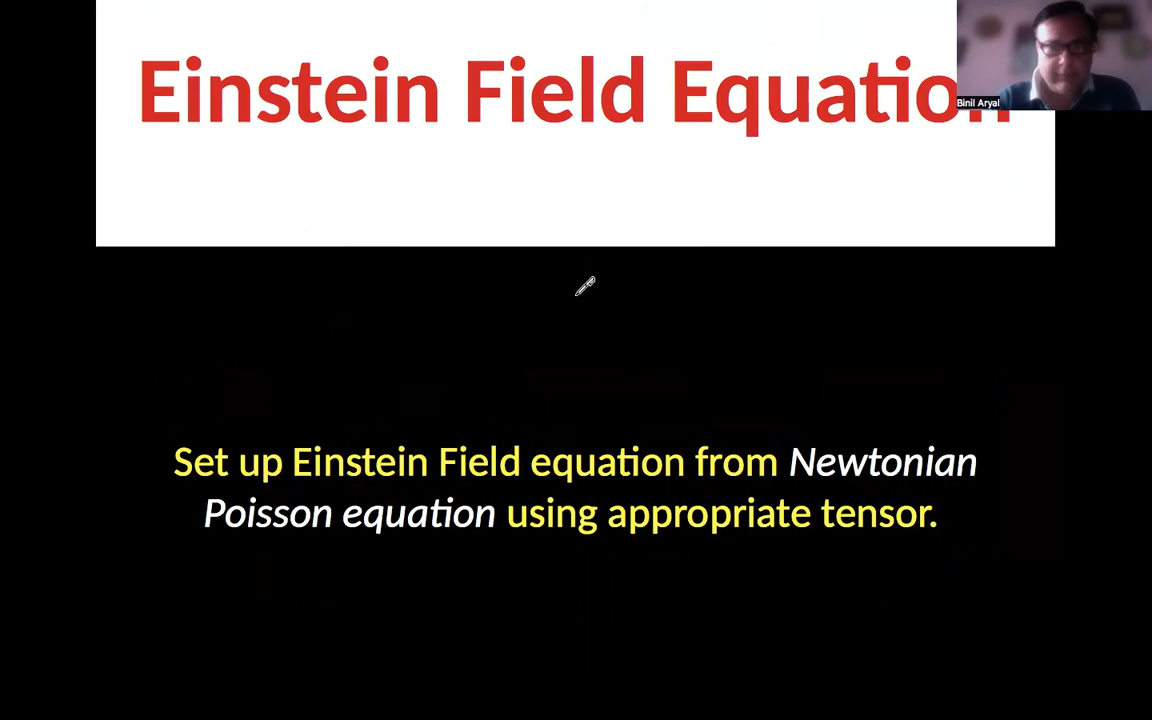 Einstein Field Equation
Binil Aryal
Set up Einstein Field equation from Newtonian
Poisson equation using appropriate tensor.